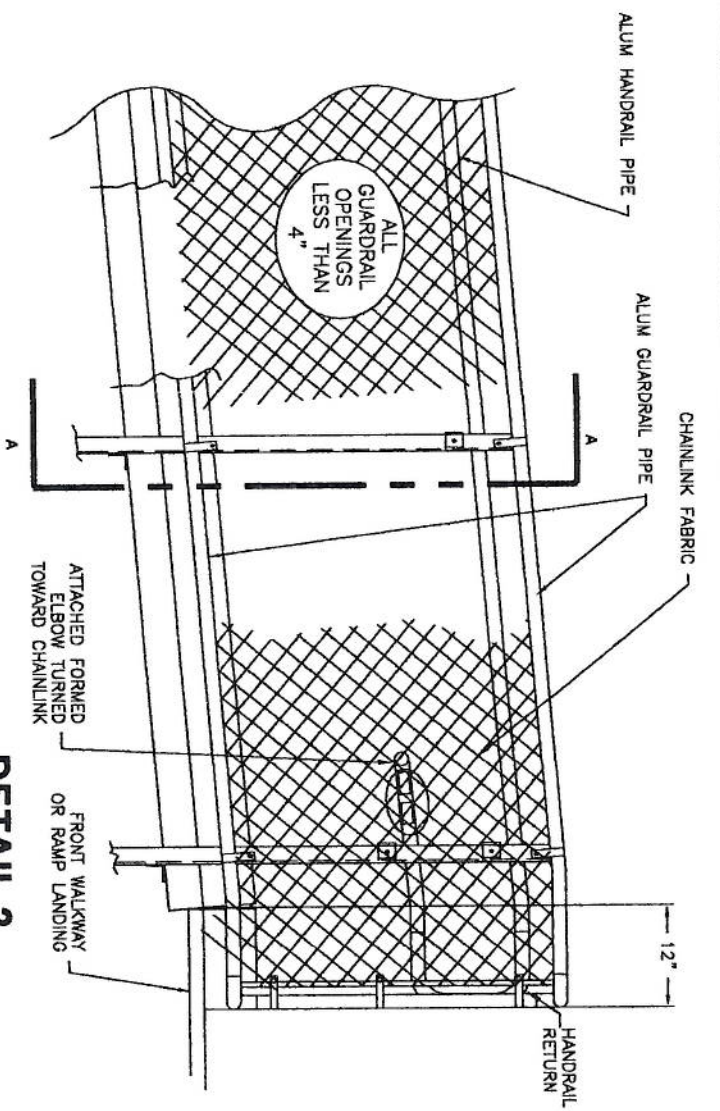 ALUM HANDRAIL PIPE
ALUM GUARDRAIL PIPE
CHAINLINK FABRIC
ALL
GUARDRAIL
OPENINGS
LESS THAN
4"
A
A
12"
HANDRAIL
RETURN
ATTACHED FORMED
ELBOW TURNED
TOWARD CHAINLINK
FRONT WALKWAY
OR RAMP LANDING
DETAIL